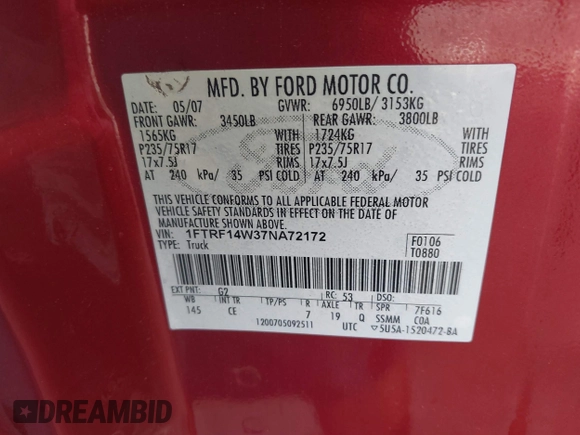 MFD. BY FORD MOTOR CO.
DATE: 05/07 GVWR: 6950LB/ 3153KG
FRONT GAWR: 3450LB REAR GAWR: 3800LB
1565KG WITH 1724KG WITH
P235/75R17 TIRES P235/75R17 TIRES
17x7.5J RIMS 17x7.5J RIMS
AT 240 kPa/ 35 PSI COLD AT 240 kPa/ 35 PSI COLD
THIS VEHICLE CONFORMS TO ALL APPLICABLE FEDERAL MOTOR
VEHICLE SAFETY STANDARDS IN EFFECT ON THE DATE OF
MANUFACTURE SHOWN ABOVE.
VIN: 1FTRF14W37NA72172 F0106
TYPE: Truck T0880
EXT PNT: G2 RC: 53 DSO:
WB INT TR TP/PS R AXLE TR SPR 7F616
145 CE 7 19 Q SSMM COA
1200705092511 UTC 5U5A-1520472-BA
Ford
DREAMBID